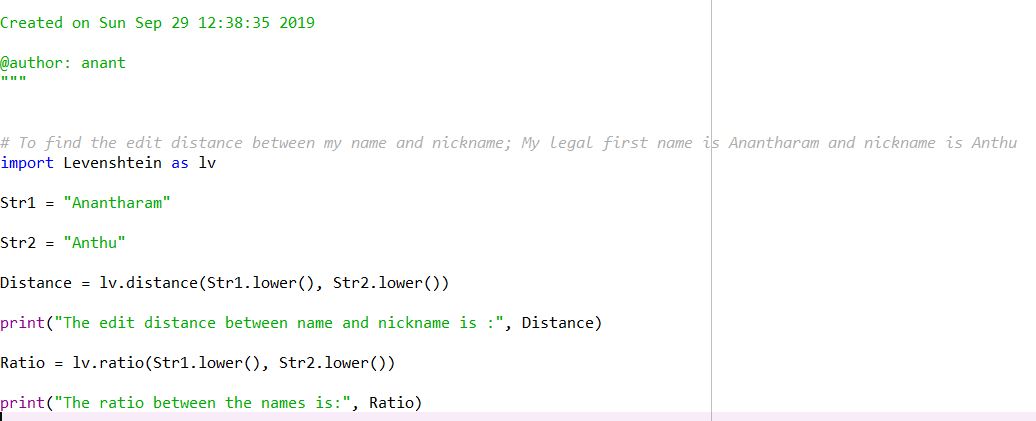 Created on Sun Sep 29 12:38:35 2019
@author: anant
"""
# To find the edit distance between my name and nickname; My legal first name is Anantharam and nickname is Anthu
import Levenshtein as lv
Str1 = "Anantharam"
Str2 = "Anthu"
Distance = lv.distance(Str1.lower(), Str2.lower())
print("The edit distance between name and nickname is :", Distance)
Ratio = lv.ratio(Str1.lower(), Str2.lower())
print("The ratio between the names is:", Ratio)